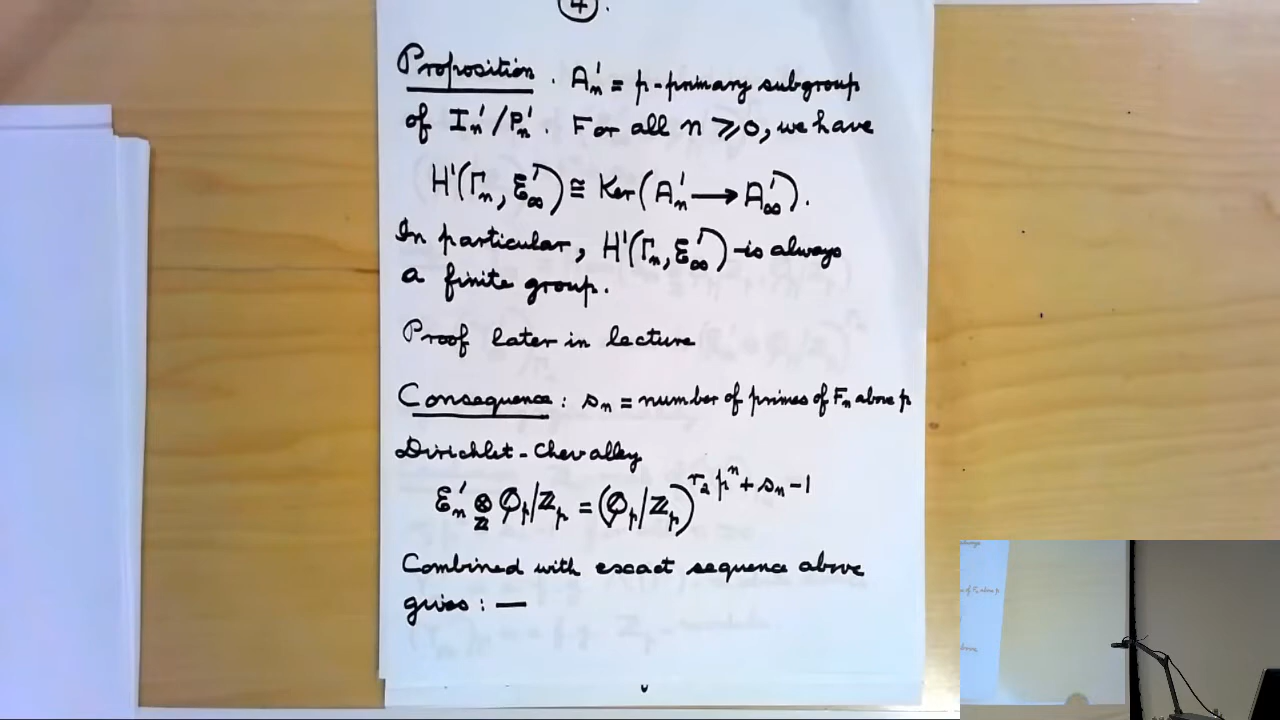 4.
Proposition. A'_n = p-primary subgroup
of I'_n/P'_n. For all n ⩾ 0, we have
H¹(Γ_n, Ɛ'_∞) ≅ Ker(A'_n ⟶ A'_∞).
In particular, H¹(Γ_n, Ɛ'_∞) is always
a finite group.
Proof later in lecture
Consequence: s_n = number of primes of F_n above p
Dirichlet-Chevalley
Ɛ'_n ⊗_ℤ ℚ_p/ℤ_p = (ℚ_p/ℤ_p)^{r_2 p^n + s_n - 1}
Combined with exact sequence above
gives: —